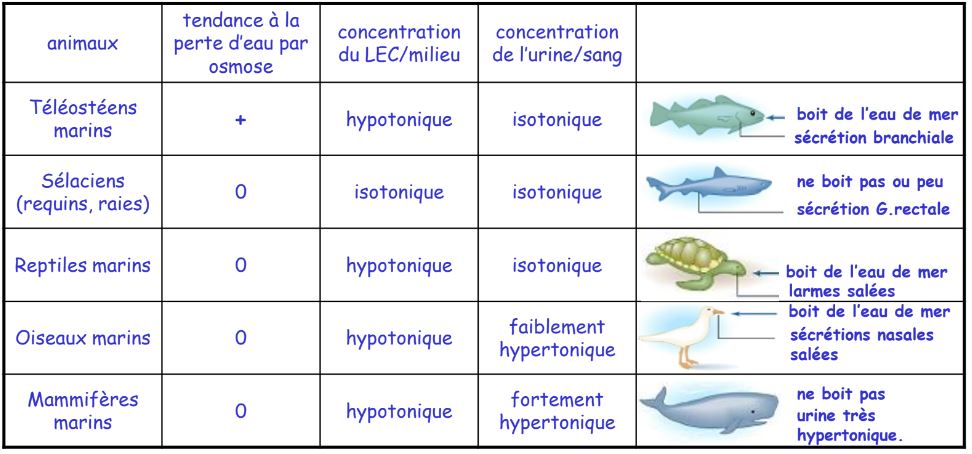 animaux
tendance à la
perte d'eau par
osmose
concentration
du LEC/milieu
concentration
de l'urine/sang
Téléostéens
marins
+
hypotonique
isotonique
boit de l'eau de mer
sécrétion branchiale
Sélaciens
(requins, raies)
0
isotonique
isotonique
ne boit pas ou peu
sécrétion G.rectale
Reptiles marins
0
hypotonique
isotonique
boit de l'eau de mer
larmes salées
Oiseaux marins
0
hypotonique
faiblement
hypertonique
boit de l'eau de mer
sécrétions nasales
salées
Mammifères
marins
0
hypotonique
fortement
hypertonique
ne boit pas
urine très
hypertonique.